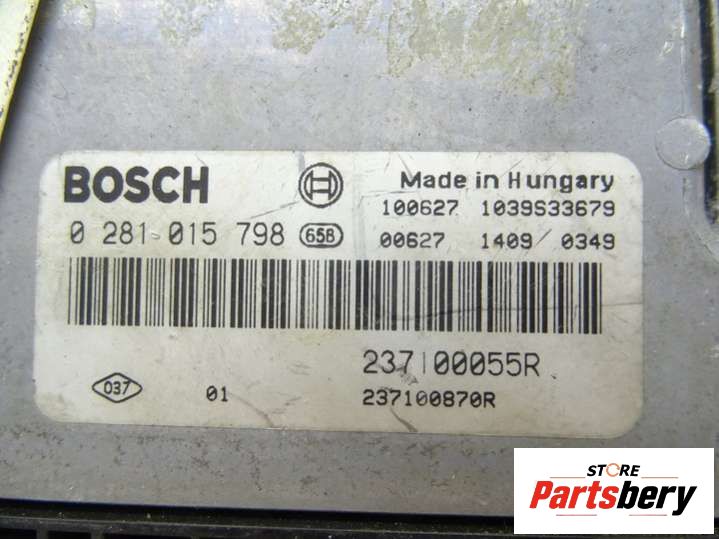 BOSCH Made in Hungary
100627 1039S33679
0 281 015 798 658 00627 1409 0349
237100055R
037 01 237100870R
STORE
Partsbery